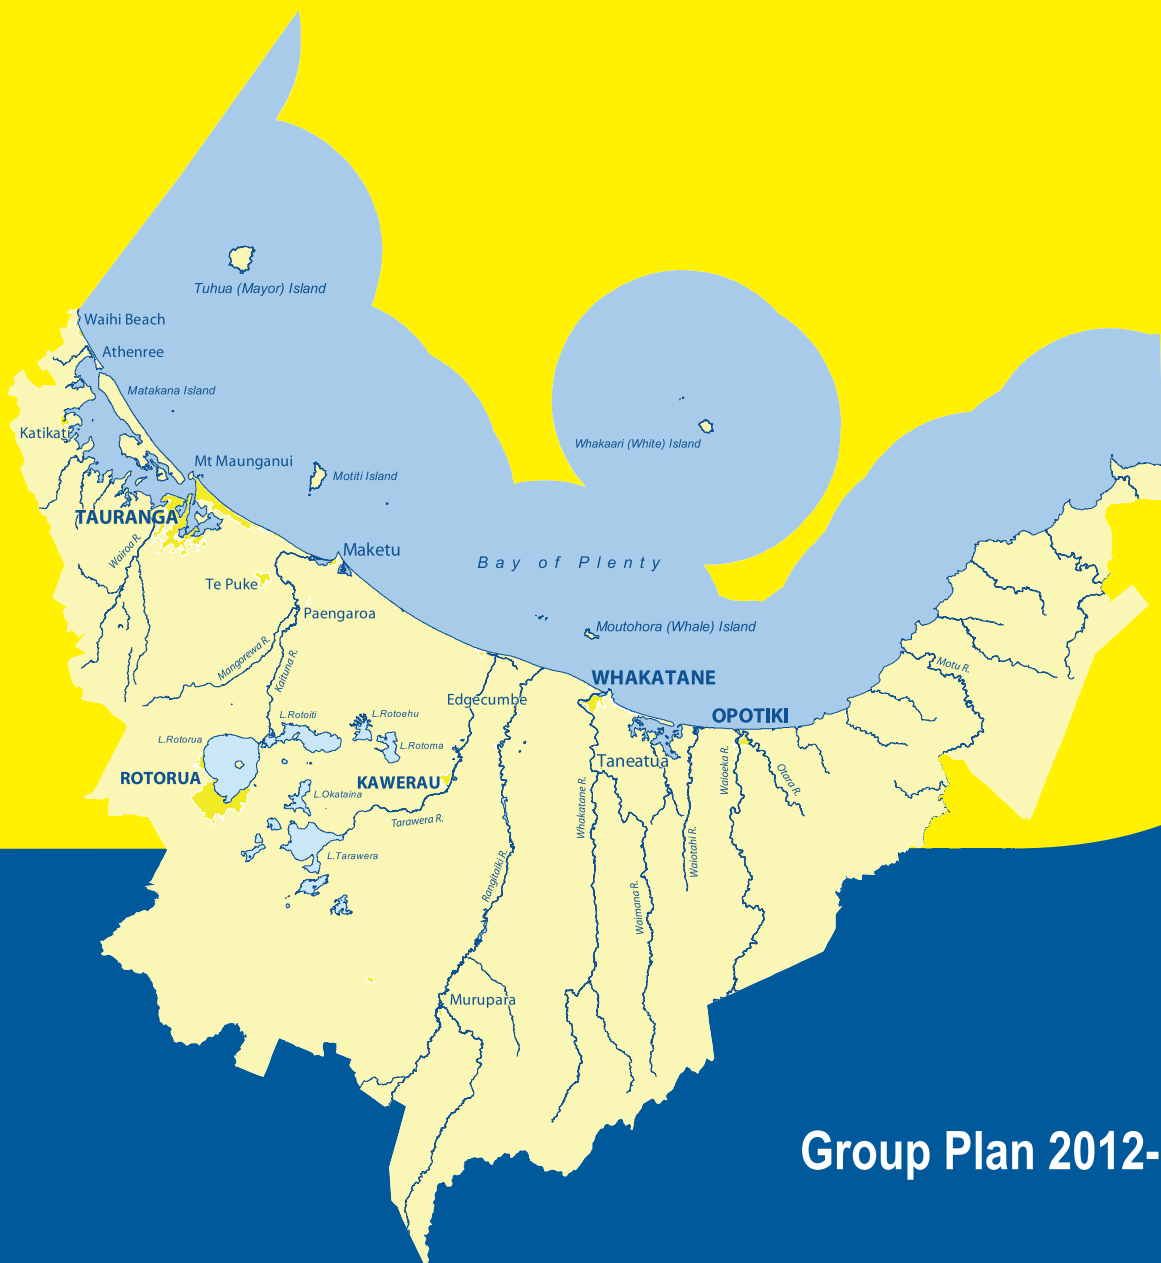 Tuhua (Mayor) Island
Waihi Beach
Athenree
Matakana Island
Katikati
Whakaari (White) Island
Mt Maunganui
Motiti Island
TAURANGA
Wairoa R.
Maketu
Bay of Plenty
Te Puke
Paengaroa
Moutohora (Whale) Island
Mangorewa R.
Kaituna R.
Motu R.
WHAKATANE
Edgecumbe
OPOTIKI
L.Rotoiti
L.Rotoehu
L.Rotorua
L.Rotoma
Taneatua
ROTORUA
KAWERAU
Waioeka R.
Otara R.
L.Okataina
Tarawera R.
Whakatane R.
L.Tarawera
Waiotahi R.
Rangitaiki R.
Waimana R.
Murupara
Group Plan 2012-